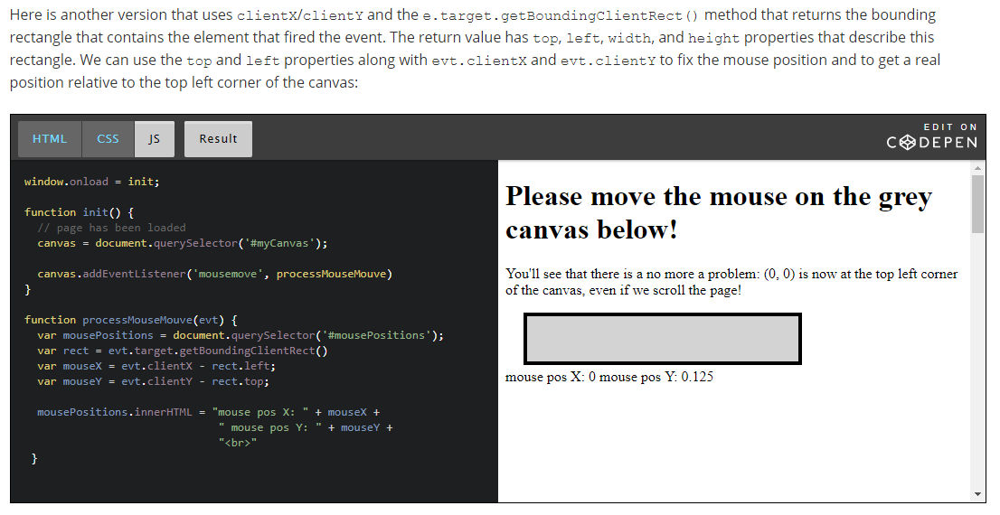 Here is another version that uses clientX/clientY and the e.target.getBoundingClientRect() method that returns the bounding
rectangle that contains the element that fired the event. The return value has top, left, width, and height properties that describe this
rectangle. We can use the top and left properties along with evt.clientX and evt.clientY to fix the mouse position and to get a real
position relative to the top left corner of the canvas:
HTML CSS JS Result
EDIT ON
CODEPEN
window.onload = init;
function init() {
// page has been loaded
canvas = document.querySelector('#myCanvas');
canvas.addEventListener('mousemove', processMouseMouve)
}
function processMouseMouve(evt) {
var mousePositions = document.querySelector('#mousePositions');
var rect = evt.target.getBoundingClientRect()
var mouseX = evt.clientX - rect.left;
var mouseY = evt.clientY - rect.top;
mousePositions.innerHTML = "mouse pos X: " + mouseX +
" mouse pos Y: " + mouseY +
"<br>"
}
Please move the mouse on the grey
canvas below!
You'll see that there is a no more a problem: (0, 0) is now at the top left corner
of the canvas, even if we scroll the page!
mouse pos X: 0 mouse pos Y: 0.125